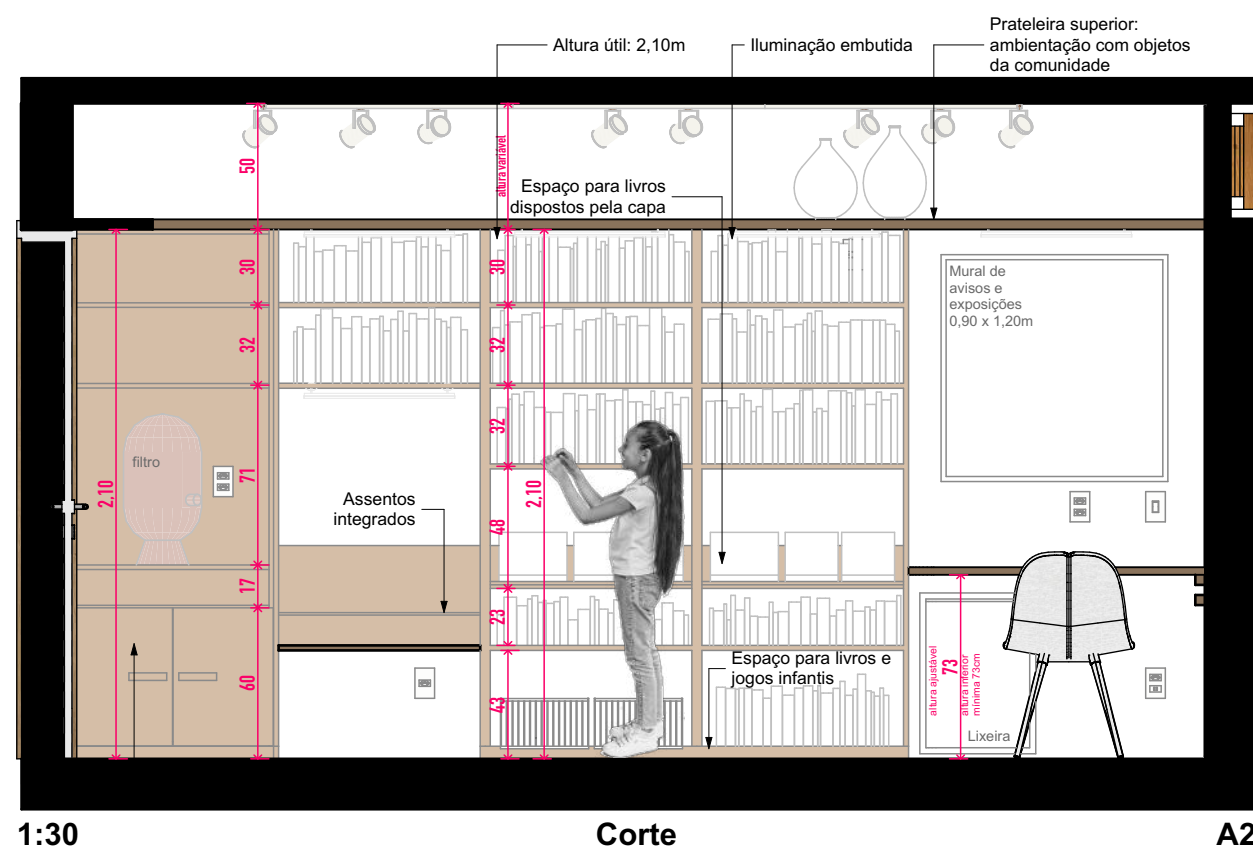 Altura útil: 2,10m
Iluminação embutida
Prateleira superior:
ambientação com objetos
da comunidade
50
altura variável
Espaço para livros
dispostos pela capa
30
30
Mural de
avisos e
exposições
0,90 x 1,20m
32
32
32
filtro
71
2,10
2,10
Assentos
integrados
48
17
23
60
43
Espaço para livros e
jogos infantis
altura ajustável
73
altura inferior
mínima 73cm
Lixeira
1:30
Corte
A2